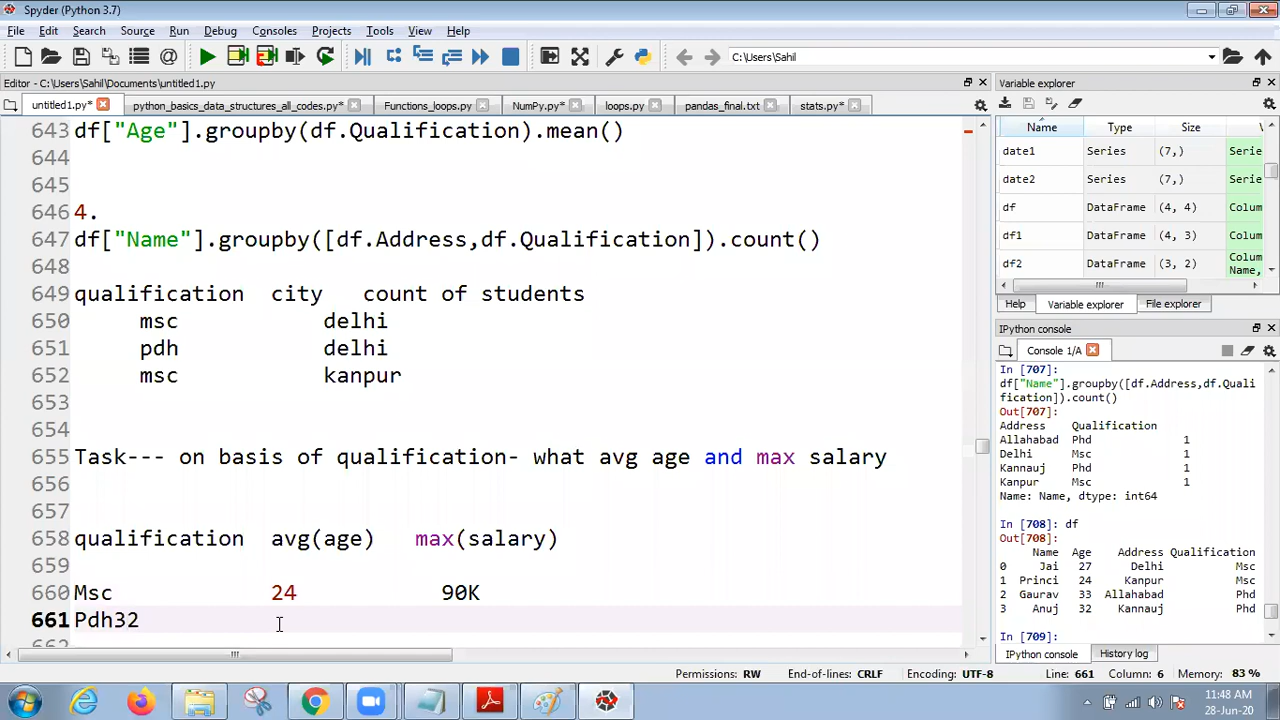 Spyder (Python 3.7)
File Edit Search Source Run Debug Consoles Projects Tools View Help
C:\Users\Sahil
Editor - C:\Users\Sahil\Documents\untitled1.py
untitled1.py* python_basics_data_structures_all_codes.py* Functions_loops.py NumPy.py* loops.py pandas_final.txt stats.py*
643 df["Age"].groupby(df.Qualification).mean()
644
645
646 4.
647 df["Name"].groupby([df.Address,df.Qualification]).count()
648
649 qualification city count of students
650 msc delhi
651 pdh delhi
652 msc kanpur
653
654
655 Task--- on basis of qualification- what avg age and max salary
656
657
658 qualification avg(age) max(salary)
659
660 Msc 24 90K
661 Pdh32
662
Variable explorer
Name Type Size
date1 Series (7,) Serie
date2 Series (7,) Serie
df DataFrame (4, 4) Colum
df1 DataFrame (4, 3) Colum
df2 DataFrame (3, 2) Colum
Name,
Help Variable explorer File explorer
IPython console
Console 1/A
In [707]:
df["Name"].groupby([df.Address,df.Quali
fication]).count()
Out[707]:
Address Qualification
Allahabad Phd 1
Delhi Msc 1
Kannauj Phd 1
Kanpur Msc 1
Name: Name, dtype: int64
In [708]: df
Out[708]:
Name Age Address Qualification
0 Jai 27 Delhi Msc
1 Princi 24 Kanpur Msc
2 Gaurav 33 Allahabad Phd
3 Anuj 32 Kannauj Phd
In [709]:
IPython console History log
Permissions: RW End-of-lines: CRLF Encoding: UTF-8 Line: 661 Column: 6 Memory: 83 %
11:48 AM
28-Jun-20